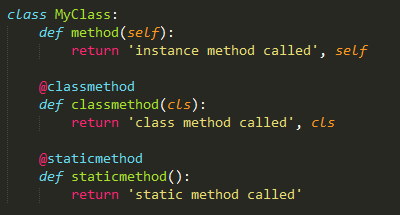 class MyClass:
    def method(self):
        return 'instance method called', self

    @classmethod
    def classmethod(cls):
        return 'class method called', cls

    @staticmethod
    def staticmethod():
        return 'static method called'